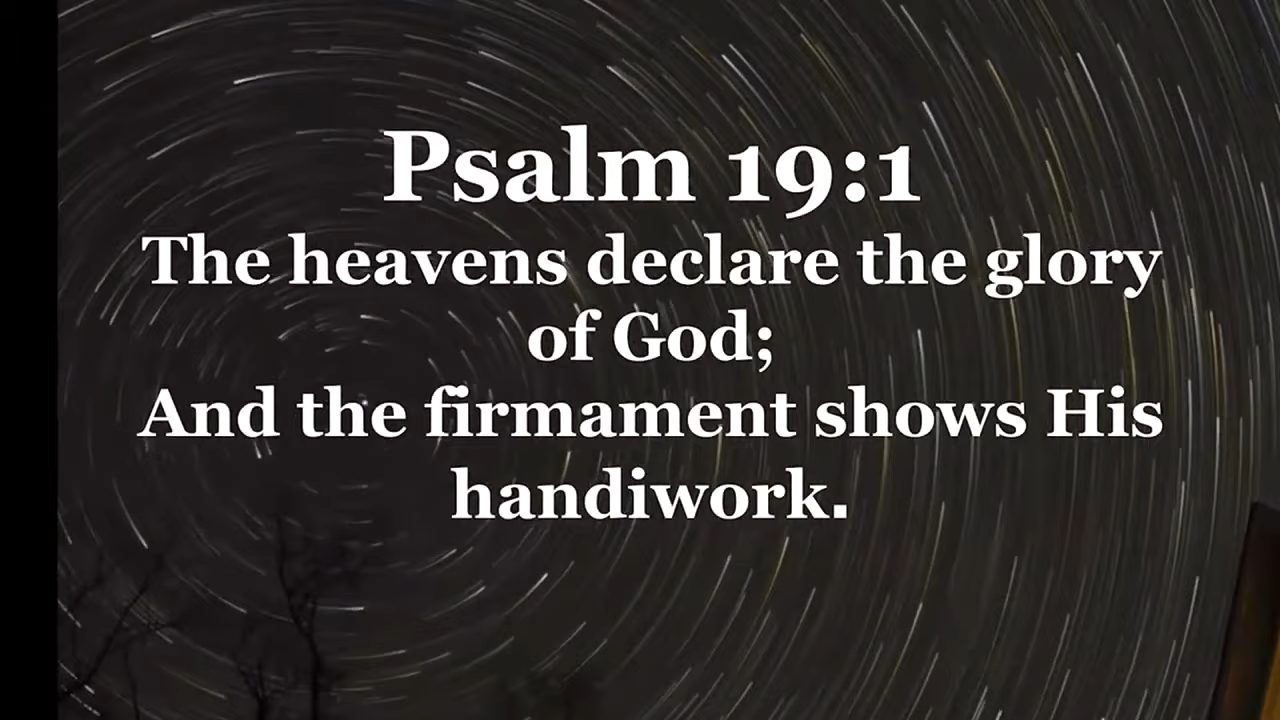 Psalm 19:1
The heavens declare the glory
of God;
And the firmament shows His
handiwork.